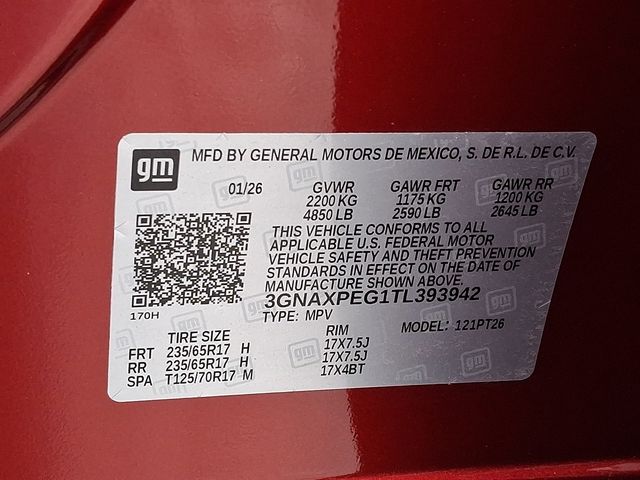 gm
MFD BY GENERAL MOTORS DE MEXICO, S. DE R.L. DE C.V.
01/26 GVWR GAWR FRT GAWR RR
2200 KG 1175 KG 1200 KG
4850 LB 2590 LB 2645 LB
THIS VEHICLE CONFORMS TO ALL
APPLICABLE U.S. FEDERAL MOTOR
VEHICLE SAFETY AND THEFT PREVENTION
STANDARDS IN EFFECT ON THE DATE OF
MANUFACTURE SHOWN ABOVE.
170H 3GNAXPEG1TL393942
TYPE: MPV MODEL: 121PT26
TIRE SIZE RIM
FRT 235/65R17 H 17X7.5J
RR 235/65R17 H 17X7.5J
SPA T125/70R17 M 17X4BT